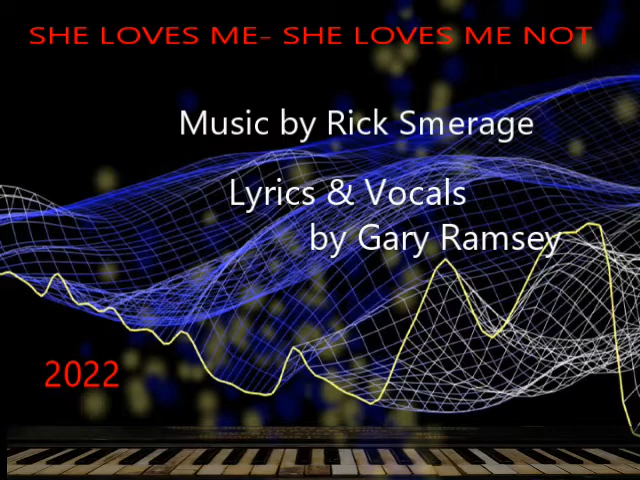 SHE LOVES ME- SHE LOVES ME NOT
Music by Rick Smerage
Lyrics & Vocals
by Gary Ramsey
2022